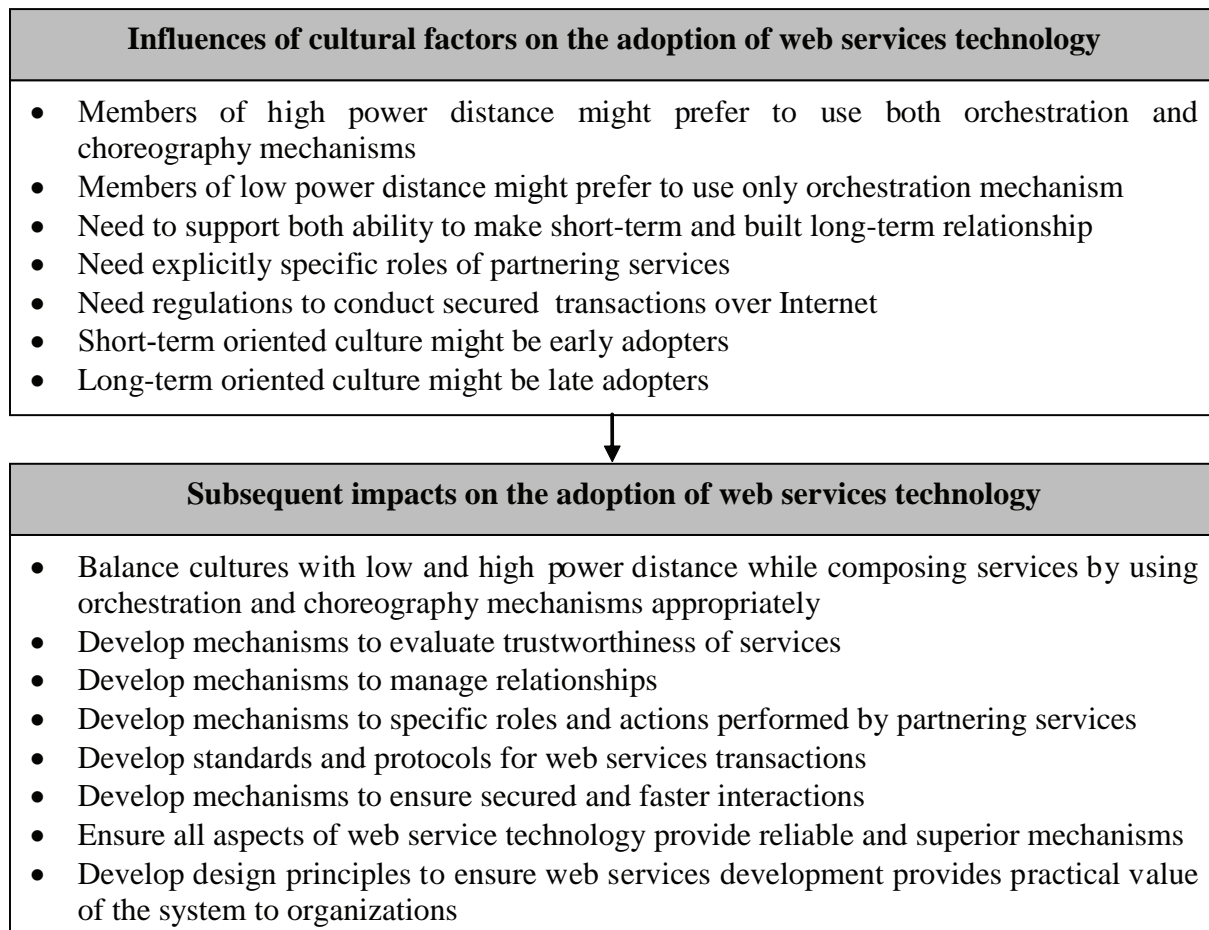 Influences of cultural factors on the adoption of web services technology
• Members of high power distance might prefer to use both orchestration and
choreography mechanisms
• Members of low power distance might prefer to use only orchestration mechanism
• Need to support both ability to make short-term and built long-term relationship
• Need explicitly specific roles of partnering services
• Need regulations to conduct secured transactions over Internet
• Short-term oriented culture might be early adopters
• Long-term oriented culture might be late adopters
Subsequent impacts on the adoption of web services technology
• Balance cultures with low and high power distance while composing services by using
orchestration and choreography mechanisms appropriately
• Develop mechanisms to evaluate trustworthiness of services
• Develop mechanisms to manage relationships
• Develop mechanisms to specific roles and actions performed by partnering services
• Develop standards and protocols for web services transactions
• Develop mechanisms to ensure secured and faster interactions
• Ensure all aspects of web service technology provide reliable and superior mechanisms
• Develop design principles to ensure web services development provides practical value
of the system to organizations